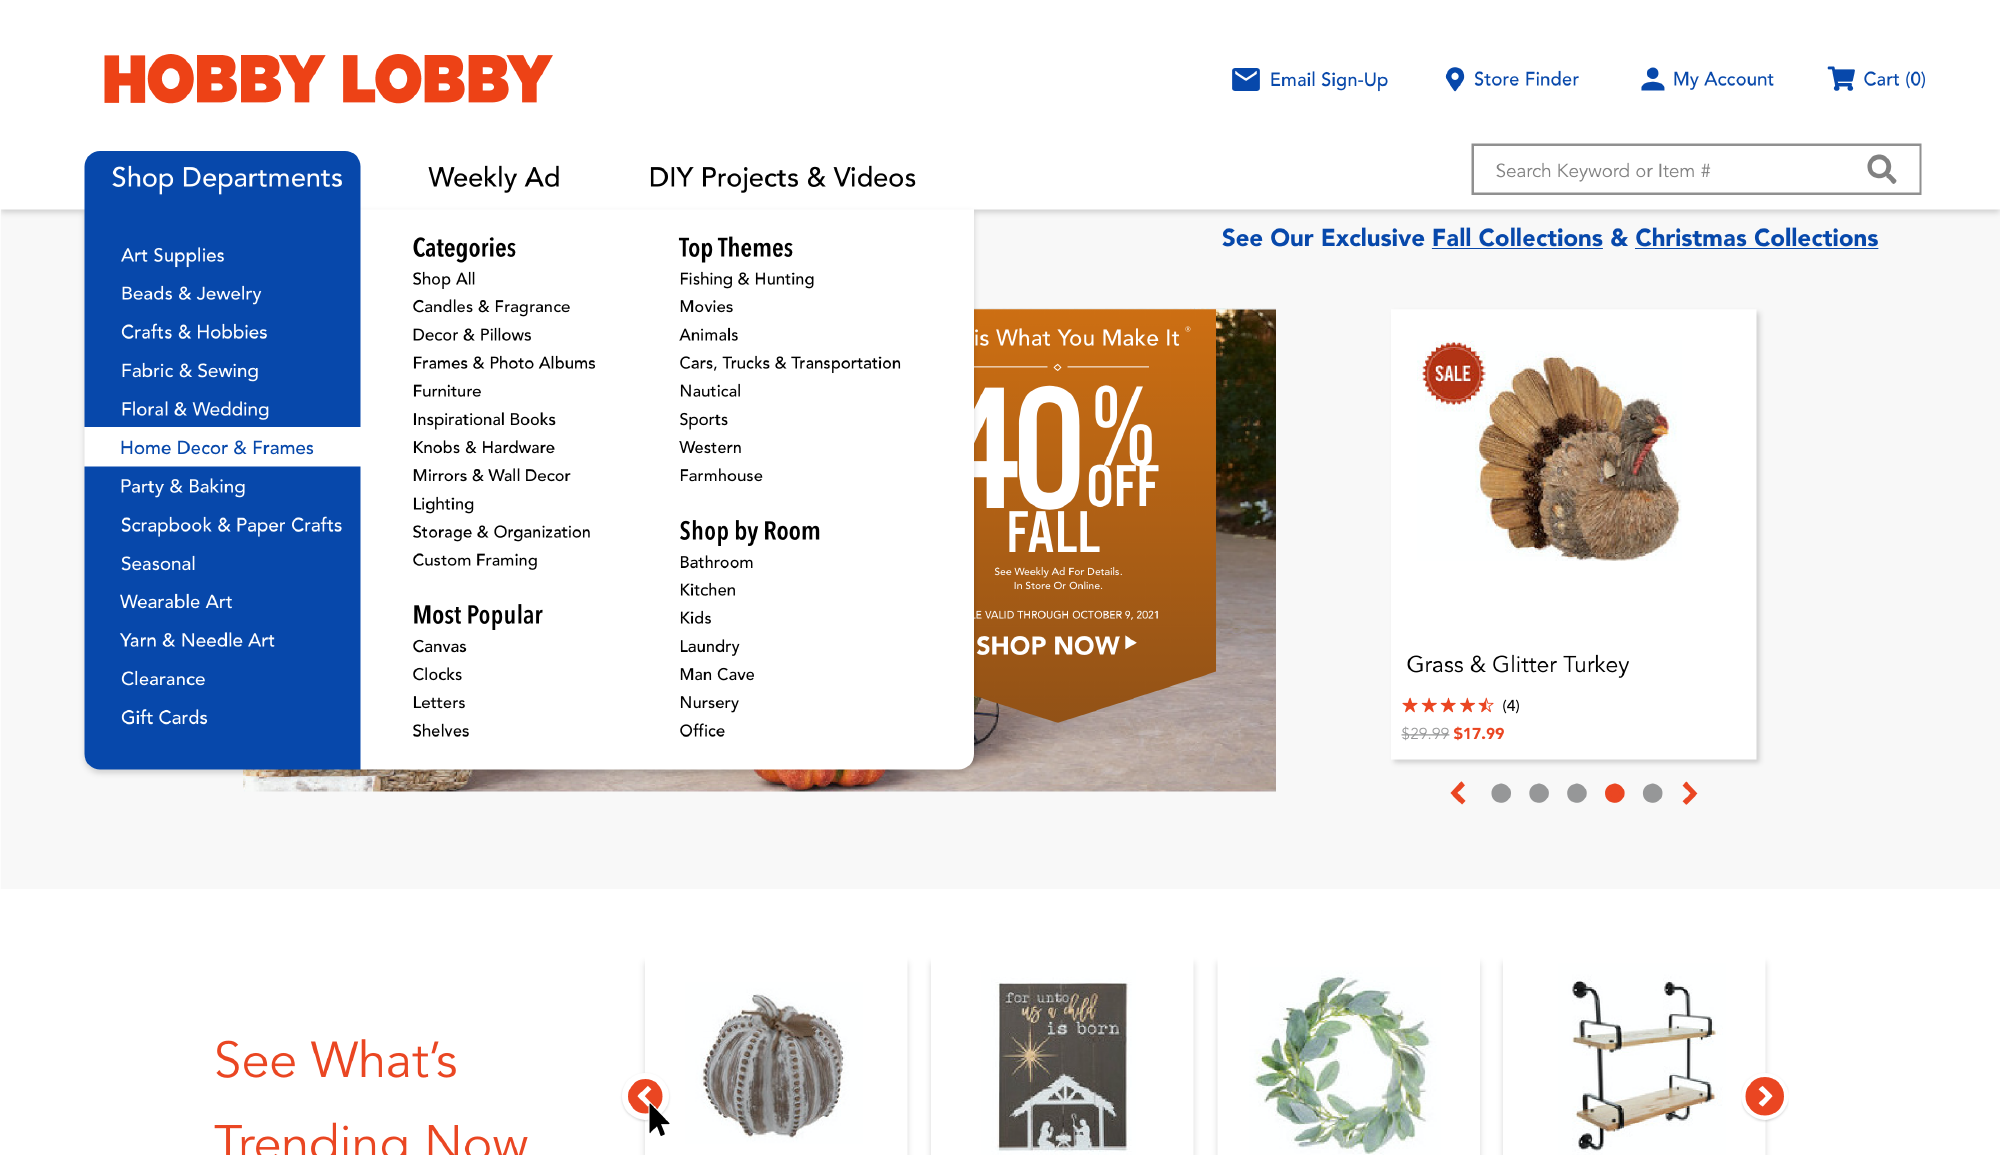 HOBBY LOBBY
Email Sign-Up
Store Finder
My Account
Cart (0)
Shop Departments
Weekly Ad
DIY Projects & Videos
Search Keyword or Item #
See Our Exclusive Fall Collections & Christmas Collections
Art Supplies
Beads & Jewelry
Crafts & Hobbies
Fabric & Sewing
Floral & Wedding
Home Decor & Frames
Party & Baking
Scrapbook & Paper Crafts
Seasonal
Wearable Art
Yarn & Needle Art
Clearance
Gift Cards
Categories
Shop All
Candles & Fragrance
Decor & Pillows
Frames & Photo Albums
Furniture
Inspirational Books
Knobs & Hardware
Mirrors & Wall Decor
Lighting
Storage & Organization
Custom Framing
Most Popular
Canvas
Clocks
Letters
Shelves
Top Themes
Fishing & Hunting
Movies
Animals
Cars, Trucks & Transportation
Nautical
Sports
Western
Farmhouse
Shop by Room
Bathroom
Kitchen
Kids
Laundry
Man Cave
Nursery
Office
is What You Make It ®
40% OFF
FALL
See Weekly Ad For Details.
In Store Or Online.
E VALID THROUGH OCTOBER 9, 2021
SHOP NOW
SALE
Grass & Glitter Turkey
(4)
$29.99 $17.99
See What's
Trending Now
for unto
us a child
is born